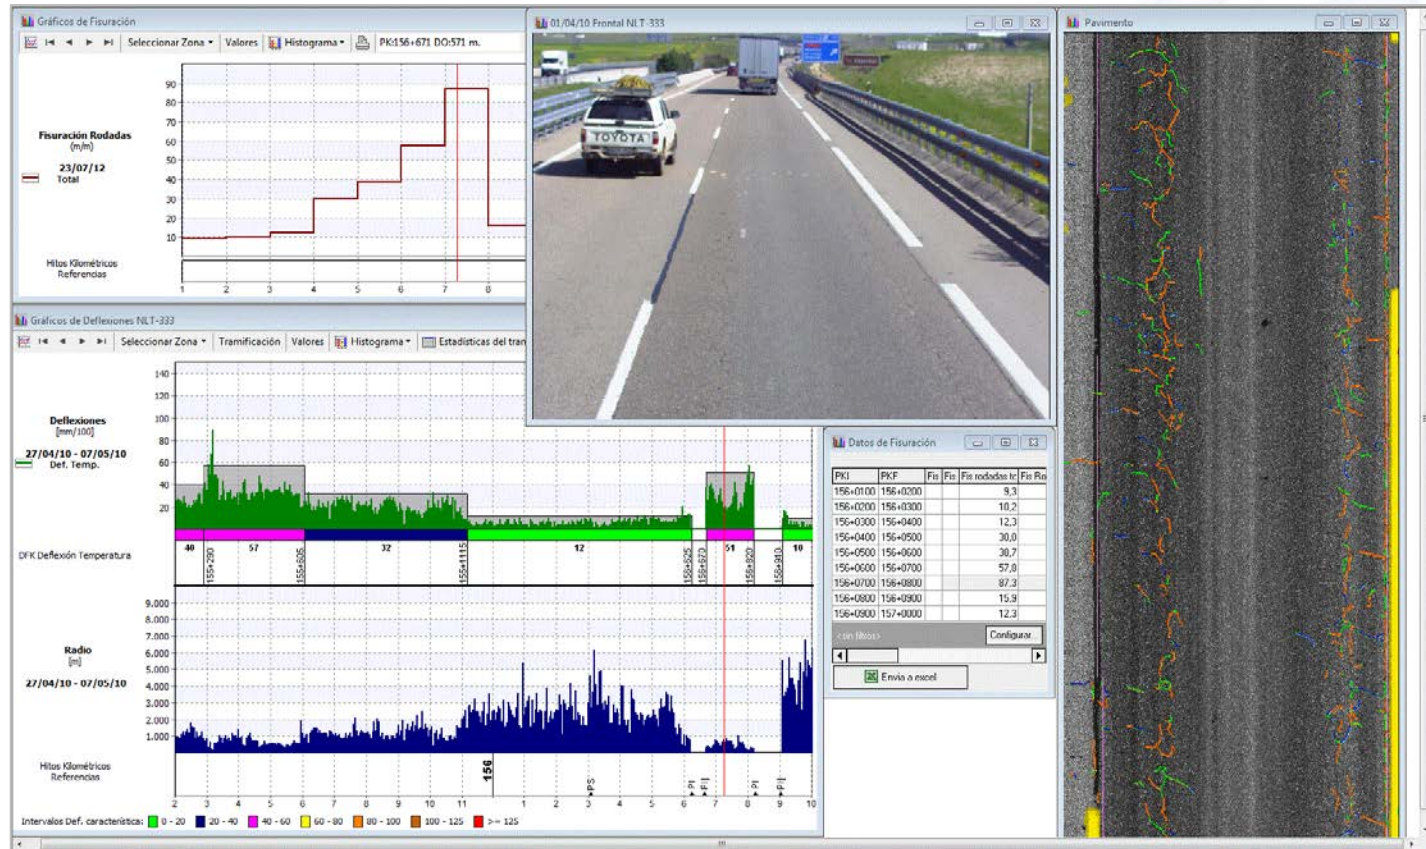 Gráficos de Fisuración
Seleccionar Zona Valores Histograma PK:156+671 DO:571 m.
90
80
70
60
50
40
30
20
10
Fisuración Rodadas
(m/m)
23/07/12
Total
Hitos Kilométricos
Referencias
1 2 3 4 5 6 7 8
01/04/10 Frontal NLT-333
TOYOTA
Pavimento
Gráficos de Deflexiones NLT-333
Seleccionar Zona Tramificación Valores Histograma Estadísticas del tran
140
120
100
80
60
40
20
Deflexiones
[mm/100]
27/04/10 - 07/05/10
Def. Temp.
DFK Deflexión Temperatura
40 57 32 12 51 10
155+290 155+605 155+1115 156+625 156+670 156+820 156+910
9.000
8.000
7.000
6.000
5.000
4.000
3.000
2.000
1.000
Radio
[m]
27/04/10 - 07/05/10
Hitos Kilométricos
Referencias
156
PS PI PI
2 3 4 5 6 7 8 9 10 11 1 2 3 4 5 6 7 8 9 10
Intervalos Def. característica: 0 - 20 20 - 40 40 - 60 60 - 80 80 - 100 100 - 125 >= 125
Datos de Fisuración
PKI PKF Fis Fis Fis rodadas tc Fis Ro
156+0100 156+0200 9,3
156+0200 156+0300 10,2
156+0300 156+0400 12,3
156+0400 156+0500 30,0
156+0500 156+0600 38,7
156+0600 156+0700 57,8
156+0700 156+0800 87,3
156+0800 156+0900 15,9
156+0900 157+0000 12,3
<sin filtros> Configurar...
Envia a excel